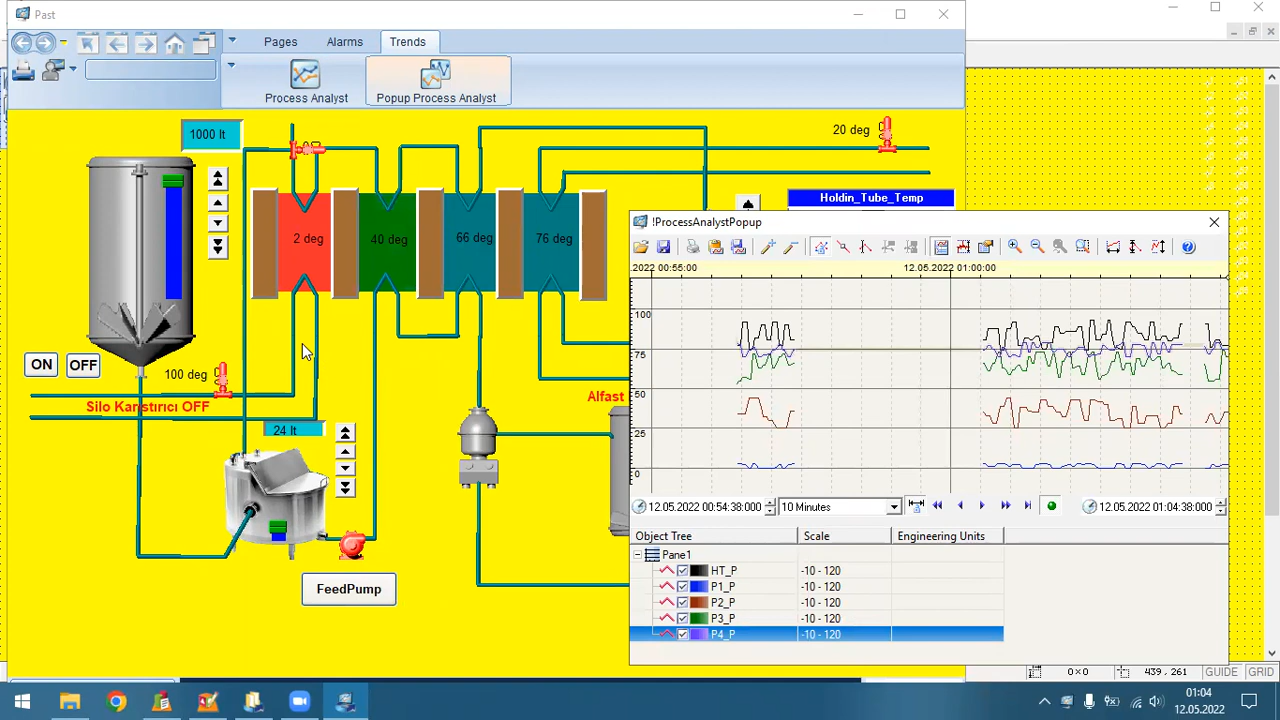 Past
Pages Alarms Trends
Process Analyst Popup Process Analyst
1000 lt
20 deg
Holdin_Tube_Temp
2 deg 40 deg 66 deg 76 deg
ON OFF
100 deg
Silo Karıstırıcı OFF
24 lt
Alfast
FeedPump
!ProcessAnalystPopup
.2022 00:55:00 12.05.2022 01:00:00
100
75
50
25
0
12.05.2022 00:54:38:000 10 Minutes 12.05.2022 01:04:38:000
Object Tree Scale Engineering Units
Pane1
HT_P -10 - 120
P1_P -10 - 120
P2_P -10 - 120
P3_P -10 - 120
P4_P -10 - 120
0×0 439 . 261 GUIDE GRID
01:04
12.05.2022